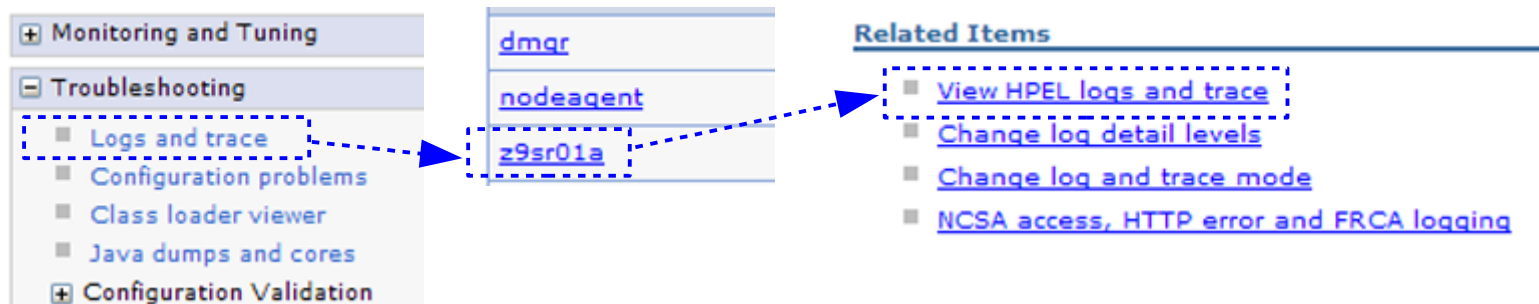 Monitoring and Tuning
Troubleshooting
Logs and trace
Configuration problems
Class loader viewer
Java dumps and cores
Configuration Validation
dmgr
nodeagent
z9sr01a
Related Items
View HPEL logs and trace
Change log detail levels
Change log and trace mode
NCSA access, HTTP error and FRCA logging